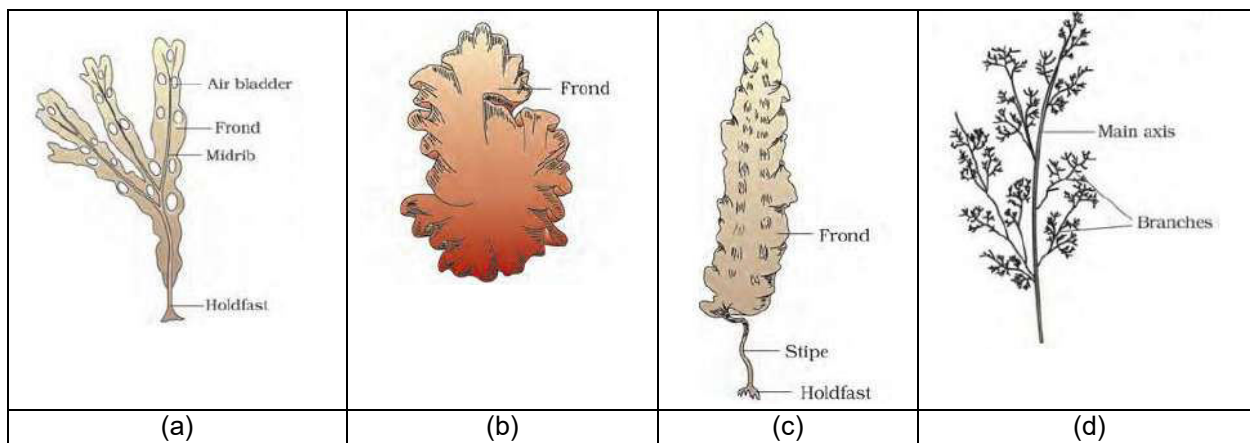 Air bladder
Frond
Midrib
Holdfast
Frond
Frond
Stipe
Holdfast
Main axis
Branches
(a)
(b)
(c)
(d)